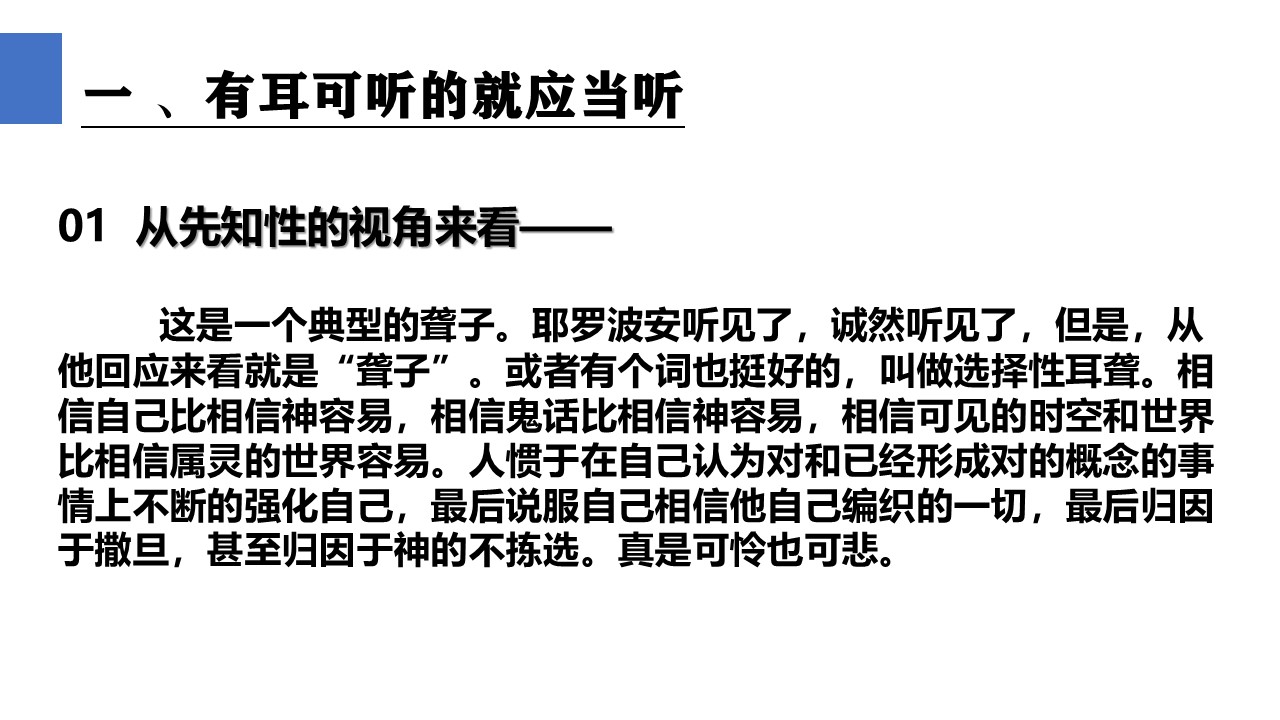 一 、有耳可听的就应当听
01 从先知性的视角来看——
这是一个典型的聋子。耶罗波安听见了，诚然听见了，但是，从
他回应来看就是“聋子”。或者有个词也挺好的，叫做选择性耳聋。相
信自己比相信神容易，相信鬼话比相信神容易，相信可见的时空和世界
比相信属灵的世界容易。人惯于在自己认为对和已经形成对的概念的事
情上不断的强化自己，最后说服自己相信他自己编织的一切，最后归因
于撒旦，甚至归因于神的不拣选。真是可怜也可悲。